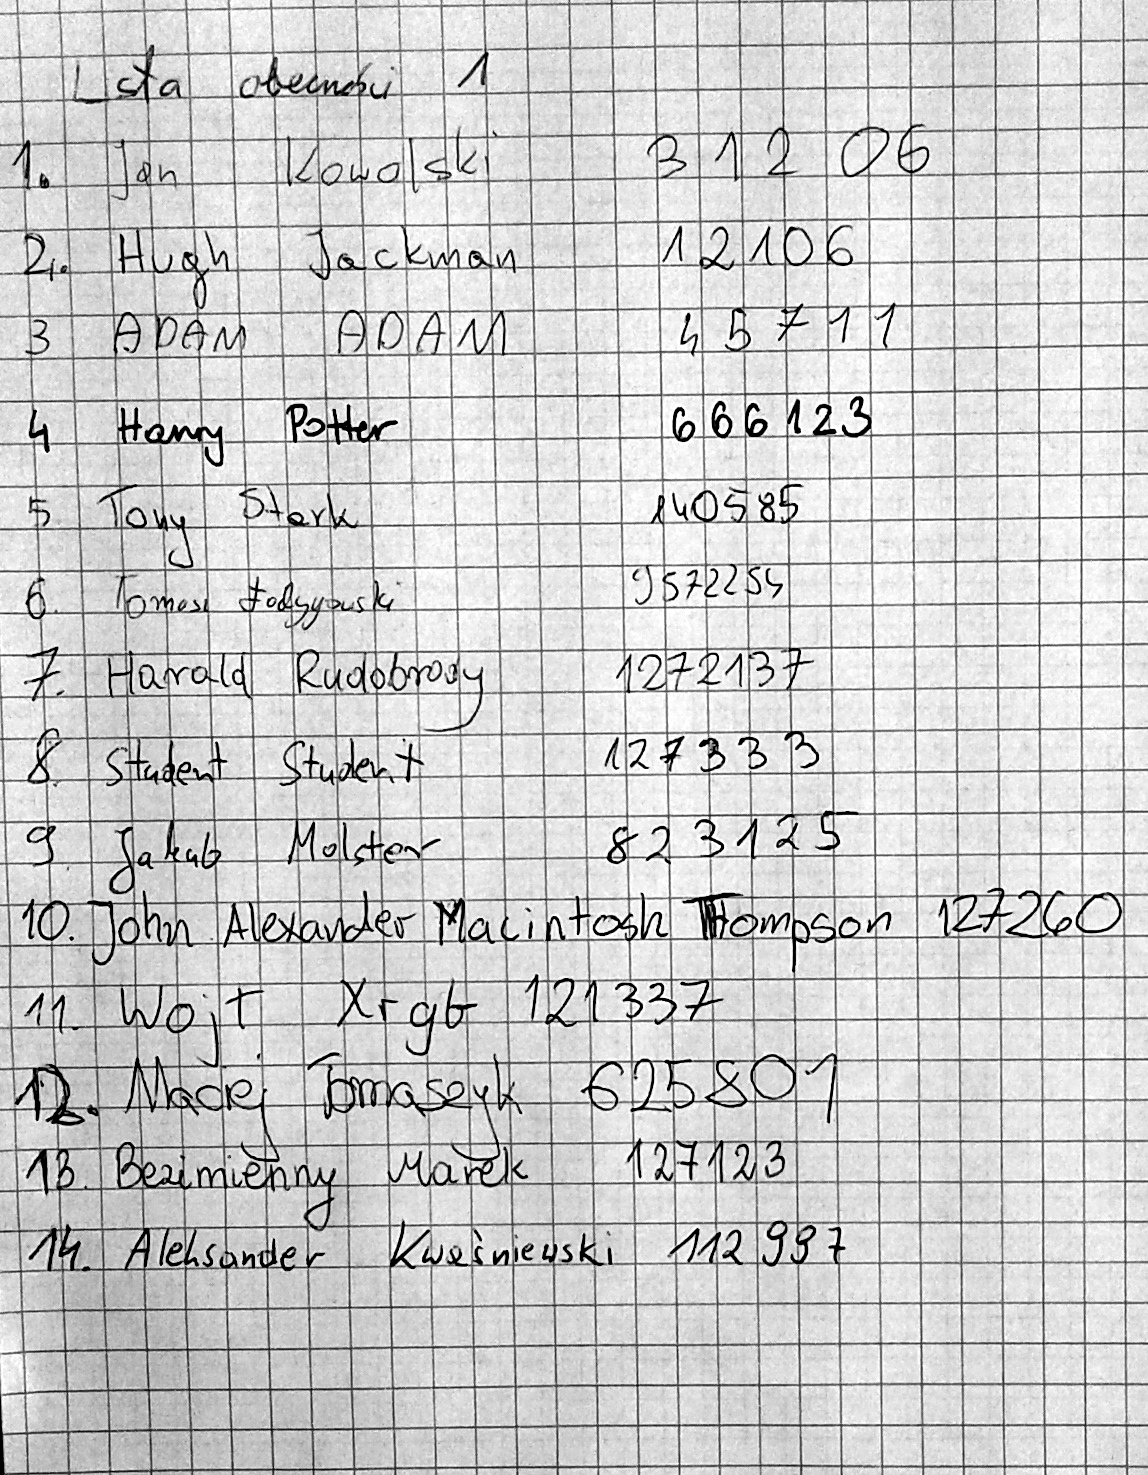 Lista obecności 1
1. Jan Kowalski 31206
2. Hugh Jackman 12106
3 ADAM ADAM 45711
4 Harry Potter 666123
5. Tony Stark 140585
6. Tomasz 9572254
7. Harald Rudobrody 1272137
8. Student Student 127333
9. Jakub Molster 823125
10. John Alexander Macintosh Thompson 127260
11. Wojt Xrgb 121337
12. Maciej Tomaszyk 625801
13. Bezimienny Marek 127123
14. Aleksander Kwaśniewski 112997